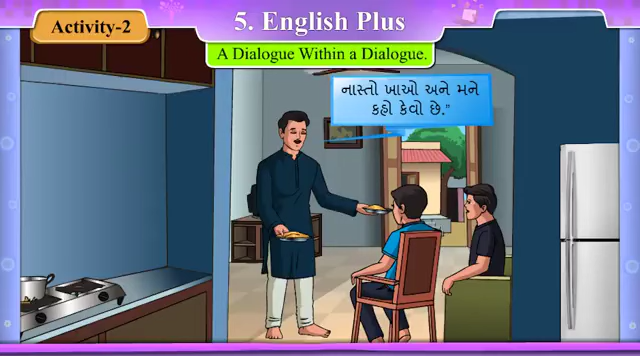 Activity-2
5. English Plus
A Dialogue Within a Dialogue.
નાસ્તો ખાઓ અને મને
કહો કેવો છે."